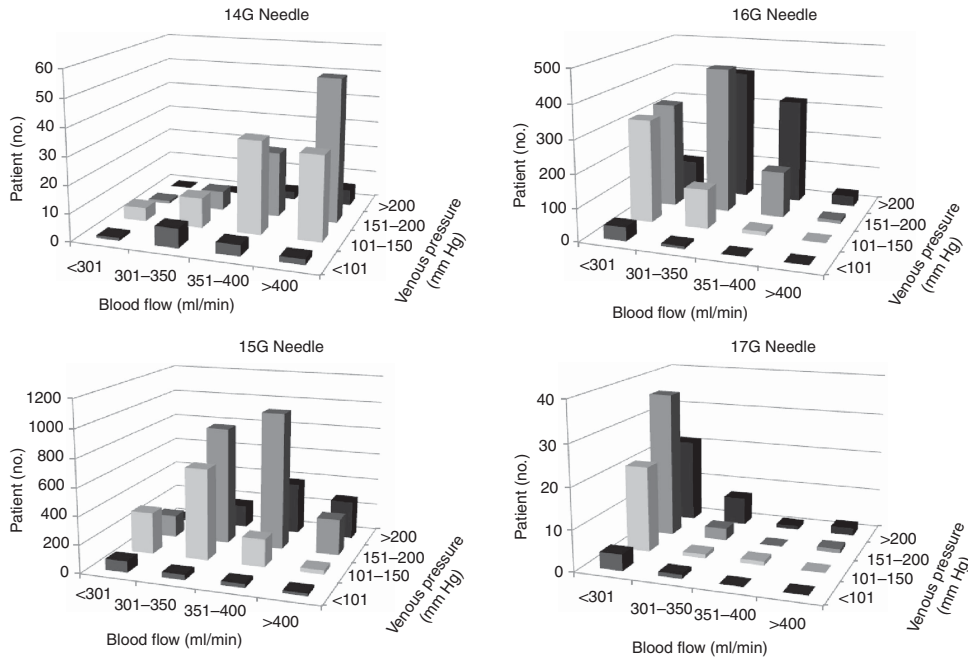 14G Needle
60
50
40
30
20
10
0
Patient (no.)
<301
301–350
351–400
>400
Blood flow (ml/min)
>200
151–200
101–150
<101
Venous pressure
(mm Hg)
16G Needle
500
400
300
200
100
0
Patient (no.)
<301
301–350
351–400
>400
Blood flow (ml/min)
>200
151–200
101–150
<101
Venous pressure
(mm Hg)
15G Needle
1200
1000
800
600
400
200
0
Patient (no.)
<301
301–350
351–400
>400
Blood flow (ml/min)
>200
151–200
101–150
<101
Venous pressure
(mm Hg)
17G Needle
40
30
20
10
0
Patient (no.)
<301
301–350
351–400
>400
Blood flow (ml/min)
>200
151–200
101–150
<101
Venous pressure
(mm Hg)